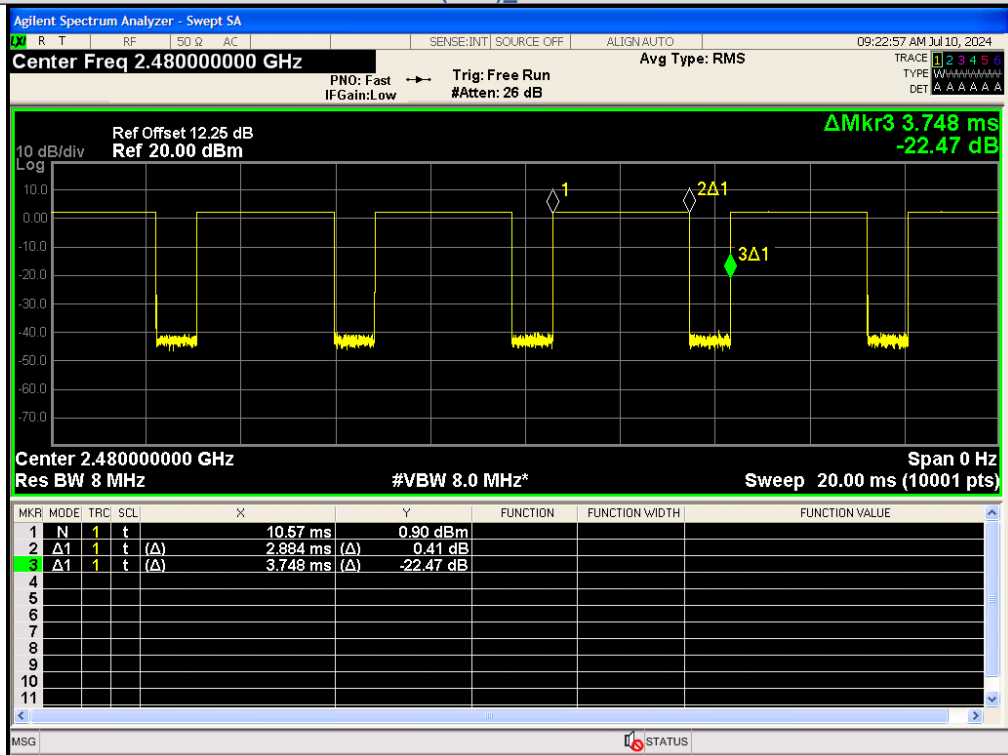 Agilent Spectrum Analyzer - Swept SA
LXI R T RF 50 Ω AC SENSE:INT SOURCE OFF ALIGN AUTO 09:22:57 AM Jul 10, 2024
Center Freq 2.480000000 GHz
PNO: Fast
IFGain:Low
Trig: Free Run
#Atten: 26 dB
Avg Type: RMS
TRACE 1 2 3 4 5 6
TYPE WWWWWW
DET A A A A A A
ΔMkr3 3.748 ms
-22.47 dB
Ref Offset 12.25 dB
10 dB/div Ref 20.00 dBm
Log
10.0
0.00
-10.0
-20.0
-30.0
-40.0
-50.0
-60.0
-70.0
1
2Δ1
3Δ1
Center 2.480000000 GHz Span 0 Hz
Res BW 8 MHz #VBW 8.0 MHz* Sweep 20.00 ms (10001 pts)
MKR MODE TRC SCL X Y FUNCTION FUNCTION WIDTH FUNCTION VALUE
1 N 1 t 10.57 ms 0.90 dBm
2 Δ1 1 t (Δ) 2.884 ms (Δ) 0.41 dB
3 Δ1 1 t (Δ) 3.748 ms (Δ) -22.47 dB
4
5
6
7
8
9
10
11
MSG STATUS